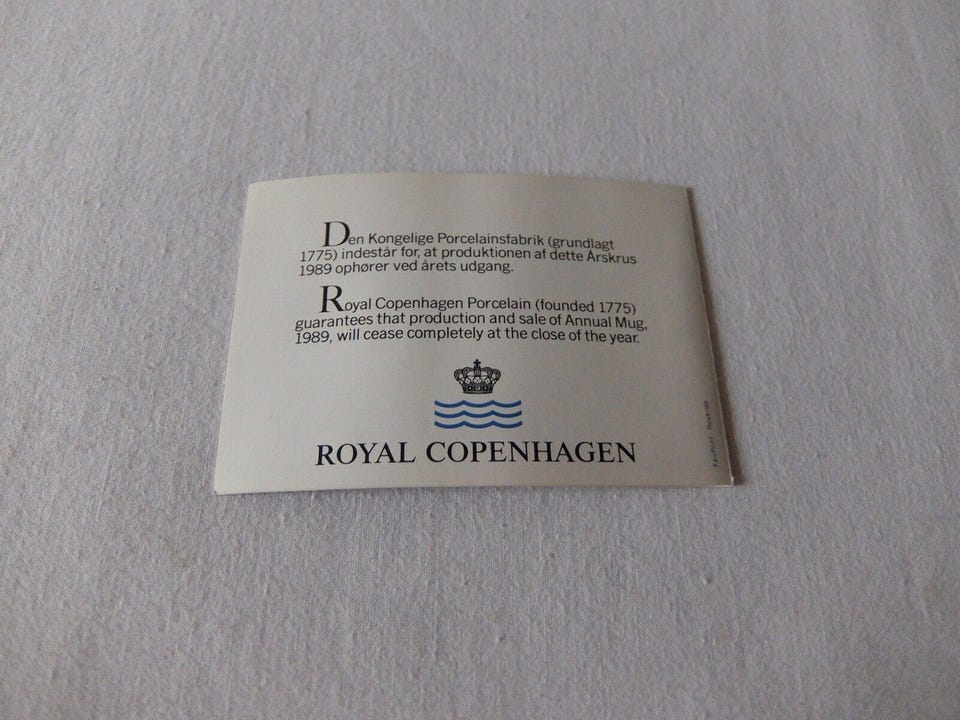 Den Kongelige Porcelainsfabrik (grundlagt
1775) indestår for, at produktionen af dette Årskrus
1989 ophører ved årets udgang.
Royal Copenhagen Porcelain (founded 1775)
guarantees that production and sale of Annual Mug,
1989, will cease completely at the close of the year.
ROYAL COPENHAGEN